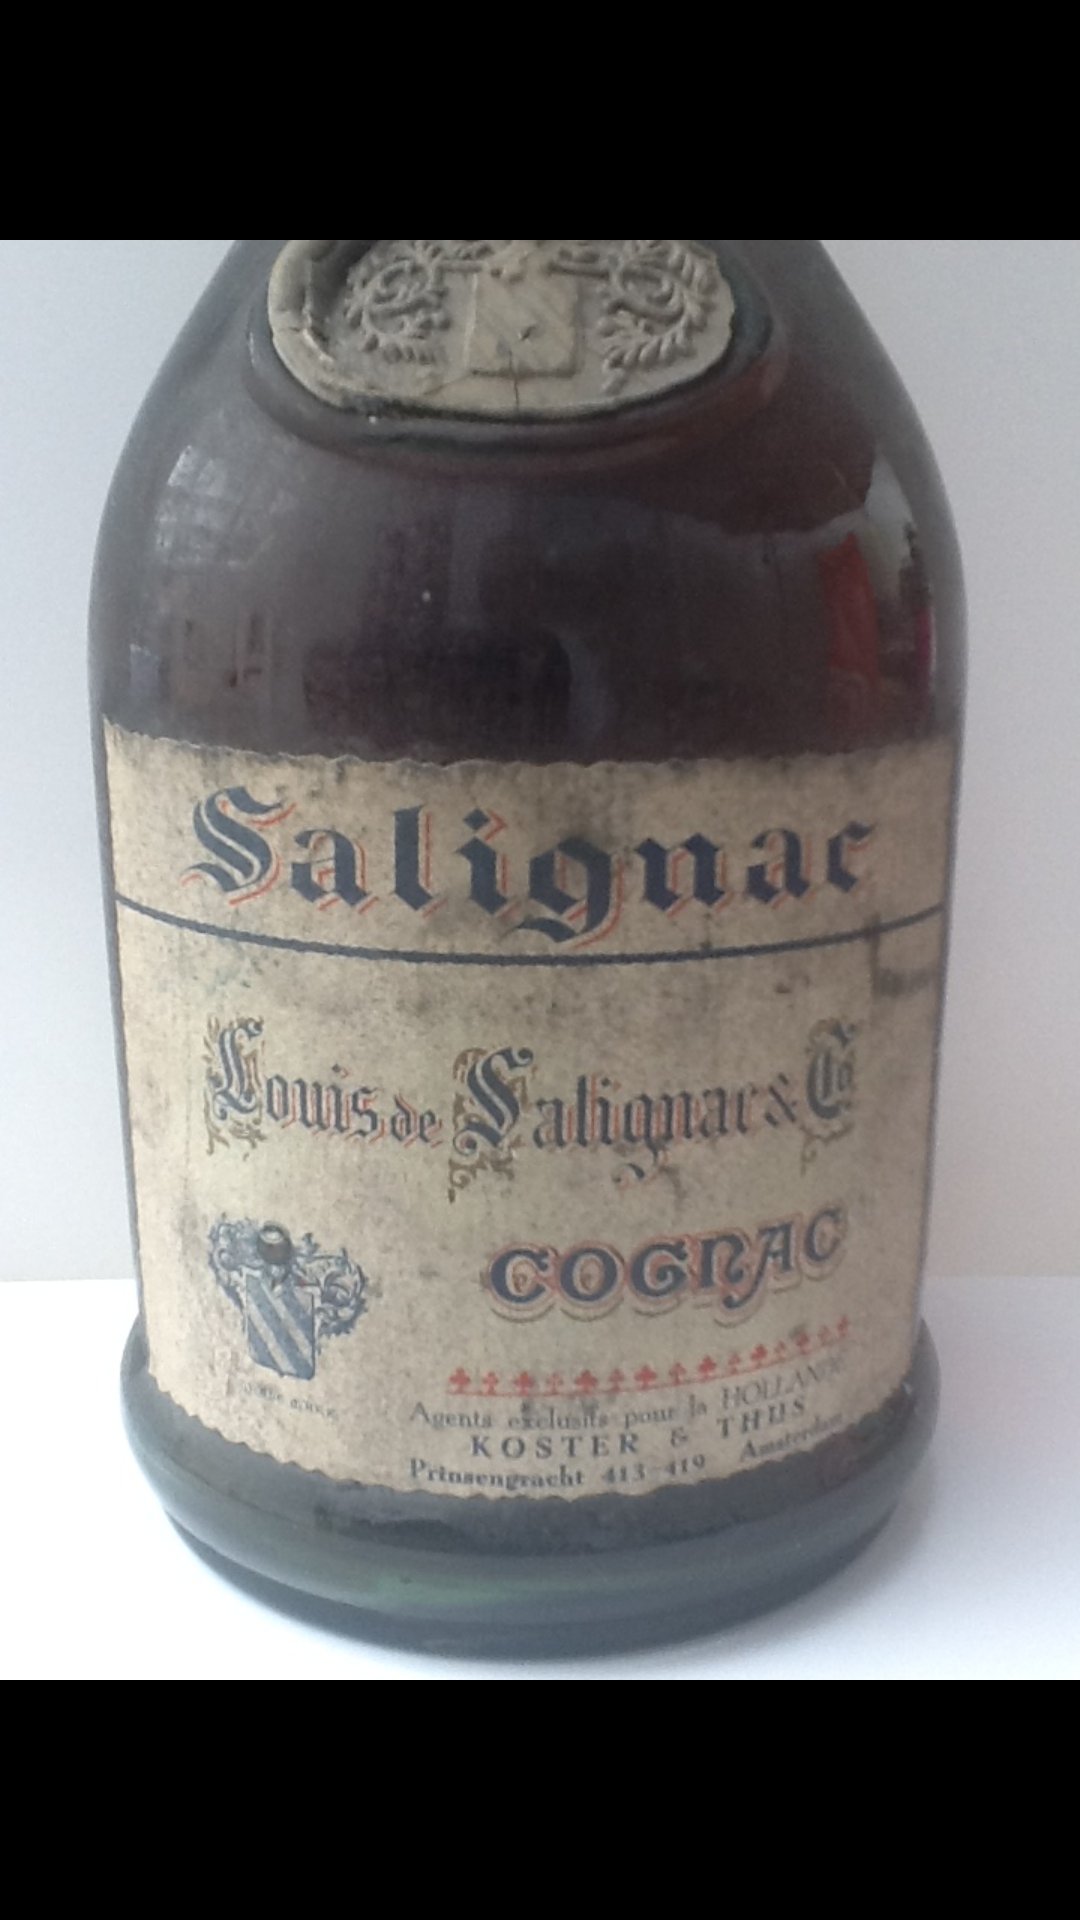 Salignac
Louis de Salignac & Co
COGNAC
Agents exclusifs pour la HOLLANDE
KOSTER & THIJS
Prinsengracht 413-419 Amsterdam